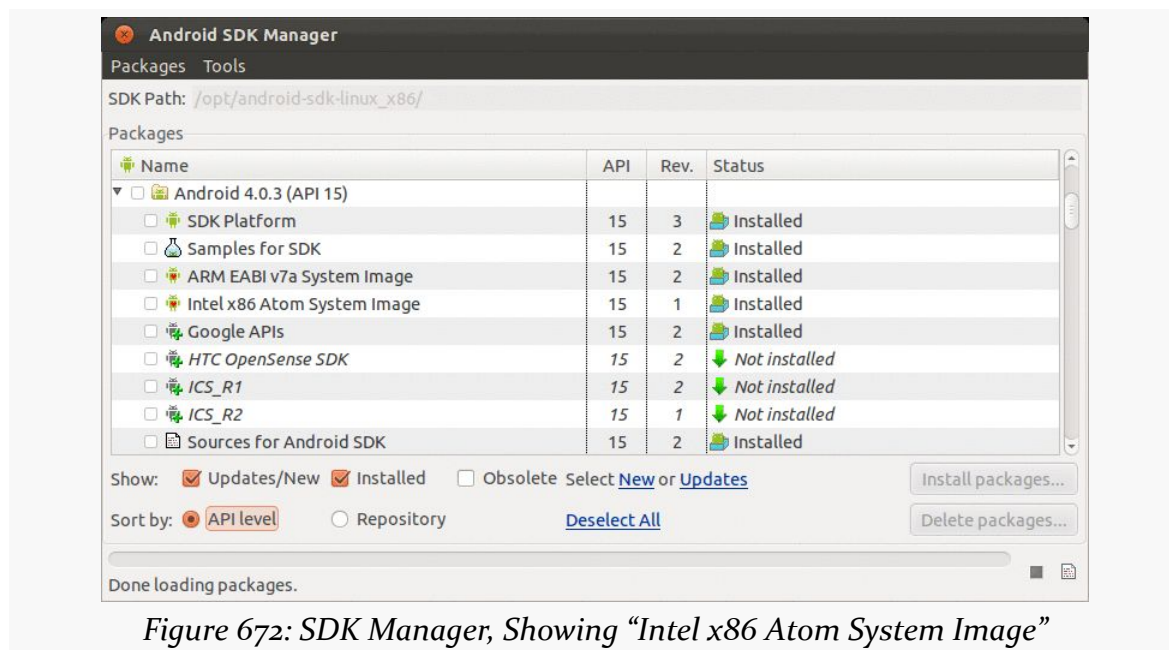 Android SDK Manager
Packages Tools
SDK Path: /opt/android-sdk-linux_x86/
Packages
Name API Rev. Status
Android 4.0.3 (API 15)
SDK Platform 15 3 Installed
Samples for SDK 15 2 Installed
ARM EABI v7a System Image 15 2 Installed
Intel x86 Atom System Image 15 1 Installed
Google APIs 15 2 Installed
HTC OpenSense SDK 15 2 Not installed
ICS_R1 15 2 Not installed
ICS_R2 15 1 Not installed
Sources for Android SDK 15 2 Installed
Show: Updates/New Installed Obsolete Select New or Updates Install packages...
Sort by: API level Repository Deselect All Delete packages...
Done loading packages.
Figure 672: SDK Manager, Showing “Intel x86 Atom System Image”